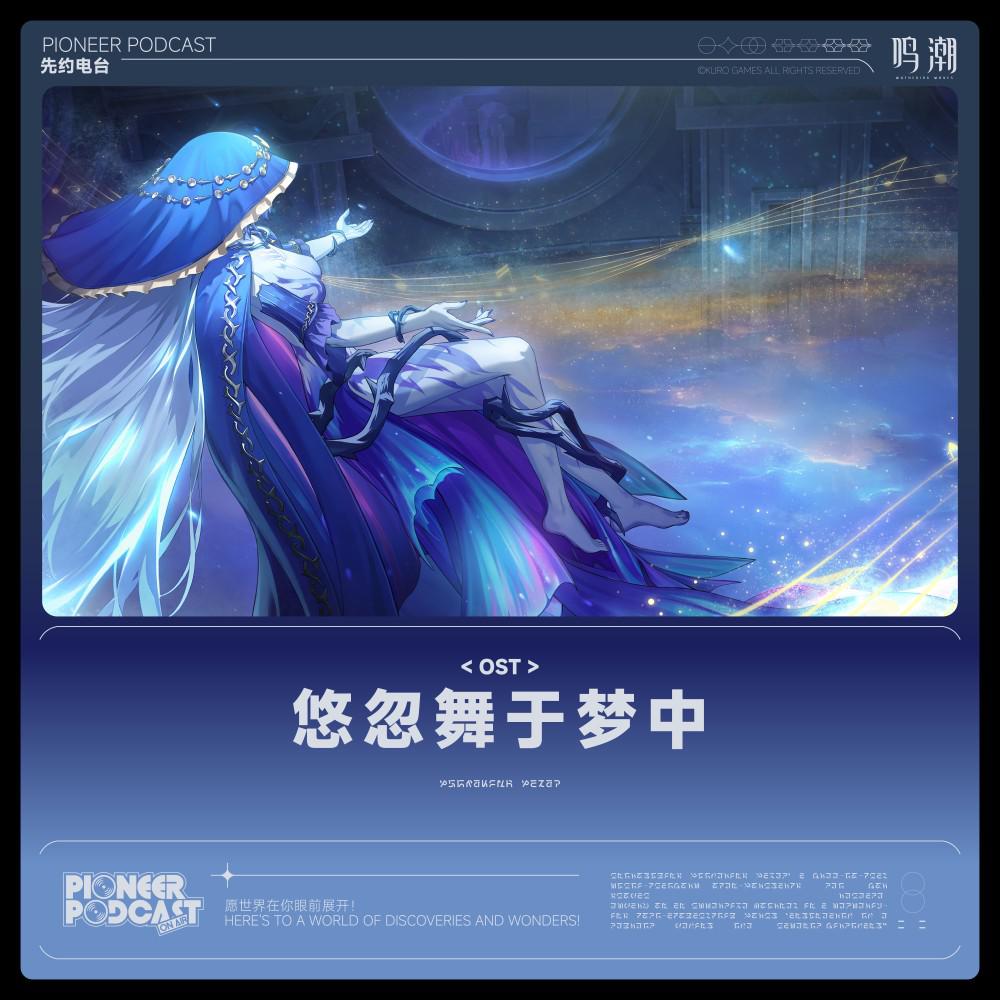 PIONEER PODCAST
先约电台
©KURO GAMES ALL RIGHTS RESERVED
鸣潮
WUTHERING WAVES
< OST >
悠忽舞于梦中
PIONEER PODCAST
ON AIR
愿世界在你眼前展开！
HERE'S TO A WORLD OF DISCOVERIES AND WONDERS!